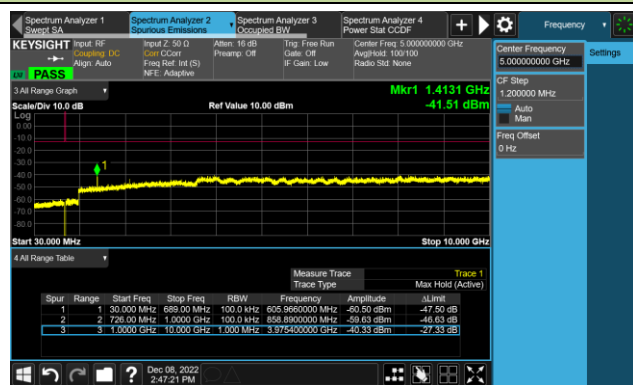 Spectrum Analyzer 1
Swept SA
Spectrum Analyzer 2
Spurious Emissions
Spectrum Analyzer 3
Occupied BW
Spectrum Analyzer 4
Power Stat CCDF
Frequency
KEYSIGHT
Input: RF
Coupling: DC
Align: Auto
Input Z: 50 Ω
Corr CCorr
Freq Ref: Int (S)
NFE: Adaptive
Atten: 16 dB
Preamp: Off
Trig: Free Run
Gate: Off
IF Gain: Low
Center Freq: 5.000000000 GHz
Avg|Hold: 100/100
Radio Std: None
PASS
Center Frequency
5.000000000 GHz
Settings
CF Step
1.200000 MHz
Auto
Man
Freq Offset
0 Hz
3 All Range Graph
Mkr1 1.4131 GHz
Scale/Div 10.0 dB
Ref Value 10.00 dBm
-41.51 dBm
Log
0.00
-10.0
-20.0
-30.0
-40.0
-50.0
-60.0
-70.0
-80.0
1
Start 30.000 MHz
Stop 10.000 GHz
4 All Range Table
Measure Trace Trace 1
Trace Type Max Hold (Active)
Spur Range Start Freq Stop Freq RBW Frequency Amplitude ΔLimit
1 1 30.000 MHz 689.00 MHz 100.0 kHz 605.9660000 MHz -60.50 dBm -47.50 dB
2 2 726.00 MHz 1.0000 GHz 100.0 kHz 858.8900000 MHz -59.63 dBm -46.63 dB
3 3 1.0000 GHz 10.000 GHz 1.000 MHz 3.975400000 GHz -40.33 dBm -27.33 dB
Dec 08, 2022
2:47:21 PM